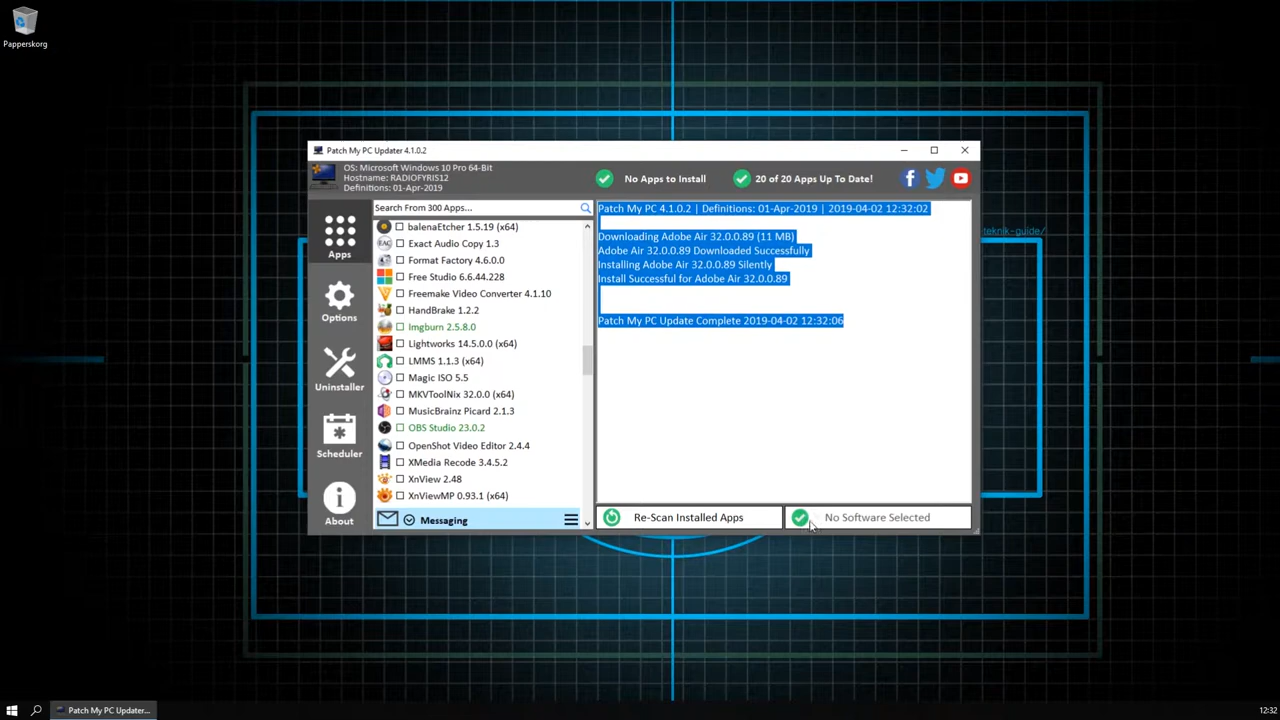 Papperskorg
Patch My PC Updater 4.1.0.2
OS: Microsoft Windows 10 Pro 64-Bit
Hostname: RADIOFYRIS12
Definitions: 01-Apr-2019
No Apps to Install
20 of 20 Apps Up To Date!
Apps
Options
Uninstaller
Scheduler
About
Search From 300 Apps...
balenaEtcher 1.5.19 (x64)
EAC
Exact Audio Copy 1.3
Format Factory 4.6.0.0
Free Studio 6.6.44.228
Freemake Video Converter 4.1.10
HandBrake 1.2.2
Imgburn 2.5.8.0
Lightworks 14.5.0.0 (x64)
LMMS 1.1.3 (x64)
Magic ISO 5.5
MKVToolNix 32.0.0 (x64)
MusicBrainz Picard 2.1.3
OBS Studio 23.0.2
OpenShot Video Editor 2.4.4
XMedia Recode 3.4.5.2
XnView 2.48
XnViewMP 0.93.1 (x64)
Messaging
Patch My PC 4.1.0.2 | Definitions: 01-Apr-2019 | 2019-04-02 12:32:02
Downloading Adobe Air 32.0.0.89 (11 MB)
Adobe Air 32.0.0.89 Downloaded Successfully
Installing Adobe Air 32.0.0.89 Silently
Install Successful for Adobe Air 32.0.0.89
Patch My PC Update Complete 2019-04-02 12:32:06
Re-Scan Installed Apps
No Software Selected
teknik-guide/
Patch My PC Updater...
12:32